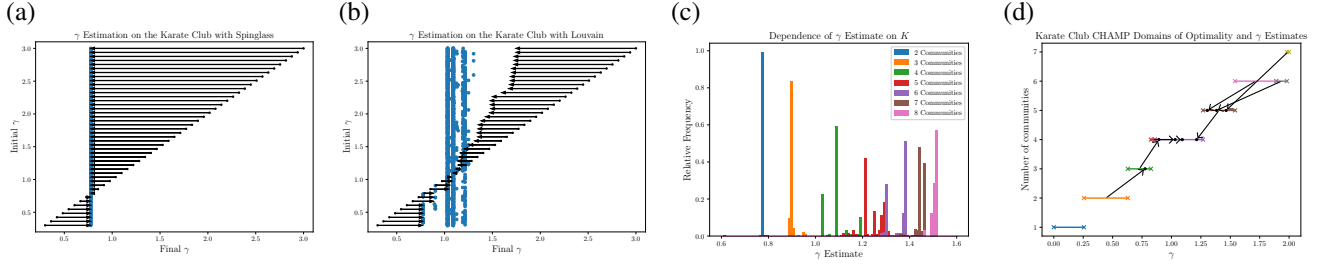 (a)
γ Estimation on the Karate Club with Spinglass
Initial γ
3.0
2.5
2.0
1.5
1.0
0.5
0.5 1.0 1.5 2.0 2.5 3.0
Final γ
(b)
γ Estimation on the Karate Club with Louvain
Initial γ
3.0
2.5
2.0
1.5
1.0
0.5
0.5 1.0 1.5 2.0 2.5 3.0
Final γ
(c)
Dependence of γ Estimate on K
Relative Frequency
1.0
0.8
0.6
0.4
0.2
0.0
0.6 0.8 1.0 1.2 1.4 1.6
γ Estimate
2 Communities
3 Communities
4 Communities
5 Communities
6 Communities
7 Communities
8 Communities
(d)
Karate Club CHAMP Domains of Optimality and γ Estimates
Number of communities
7
6
5
4
3
2
1
0.00 0.25 0.50 0.75 1.00 1.25 1.50 1.75 2.00
γ